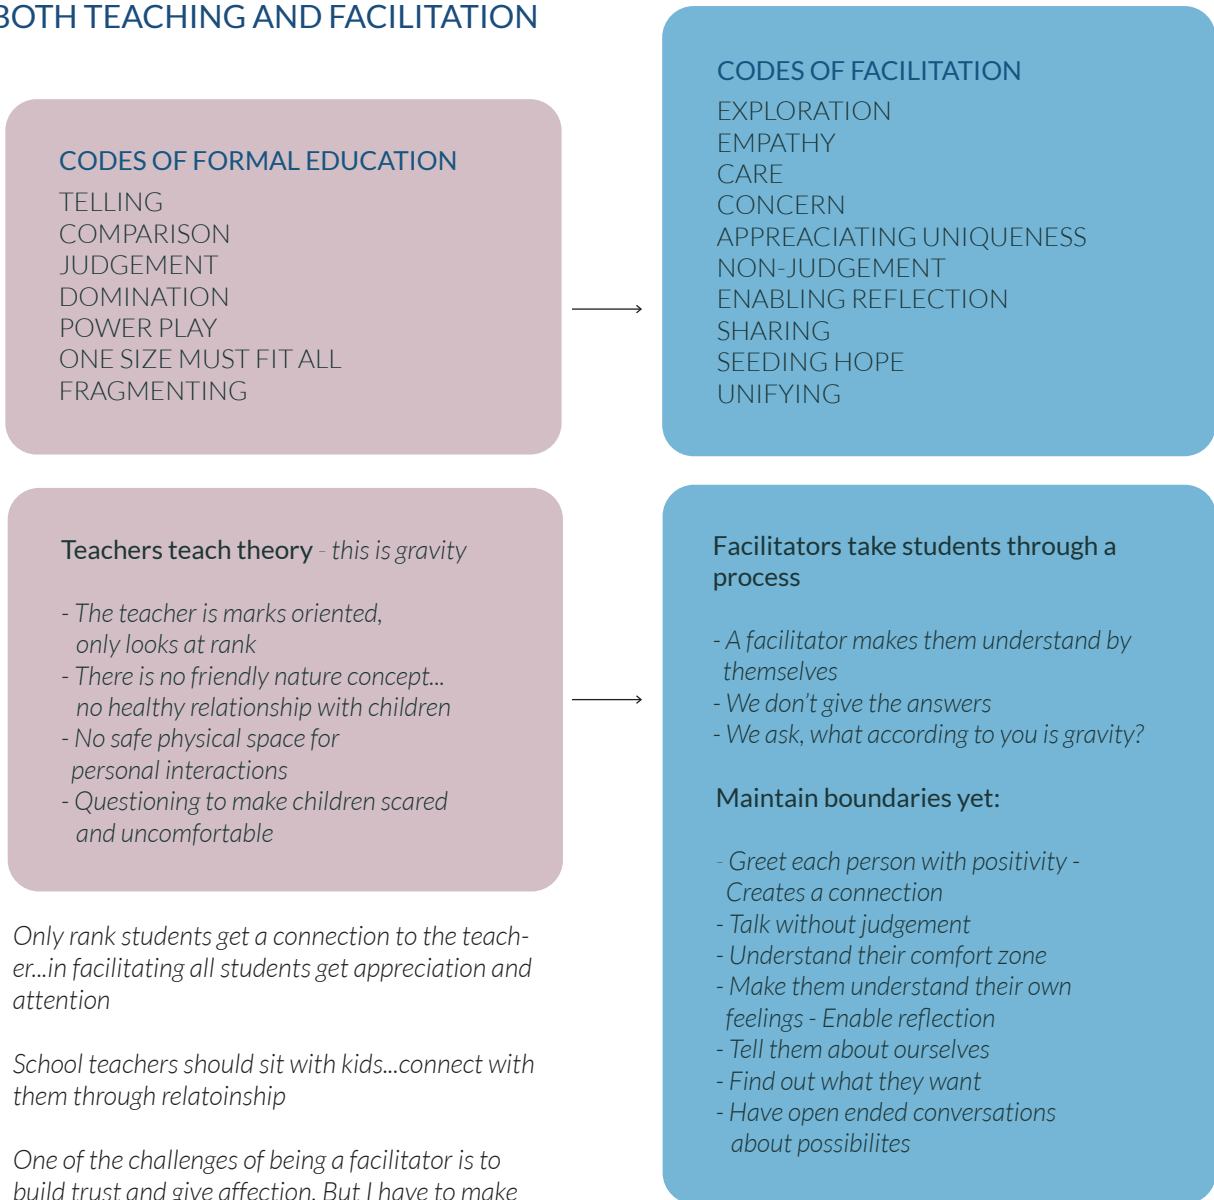 BOTH TEACHING AND FACILITATION
CODES OF FORMAL EDUCATION
TELLING
COMPARISON
JUDGEMENT
DOMINATION
POWER PLAY
ONE SIZE MUST FIT ALL
FRAGMENTING
CODES OF FACILITATION
EXPLORATION
EMPATHY
CARE
CONCERN
APPREACIATING UNIQUENESS
NON-JUDGEMENT
ENABLING REFLECTION
SHARING
SEEDING HOPE
UNIFYING
Teachers teach theory - this is gravity
- The teacher is marks oriented,
only looks at rank
- There is no friendly nature concept...
no healthy relationship with children
- No safe physical space for
personal interactions
- Questioning to make children scared
and uncomfortable
Facilitators take students through a
process
- A facilitator makes them understand by
themselves
- We don't give the answers
- We ask, what according to you is gravity?
Maintain boundaries yet:
- Greet each person with positivity -
Creates a connection
- Talk without judgement
- Understand their comfort zone
- Make them understand their own
feelings - Enable reflection
- Tell them about ourselves
- Find out what they want
- Have open ended conversations
about possibilites
Only rank students get a connection to the teach-
er...in facilitating all students get appreciation and
attention
School teachers should sit with kids...connect with
them through relatoinship
One of the challenges of being a facilitator is to
build trust and give affection. But I have to make